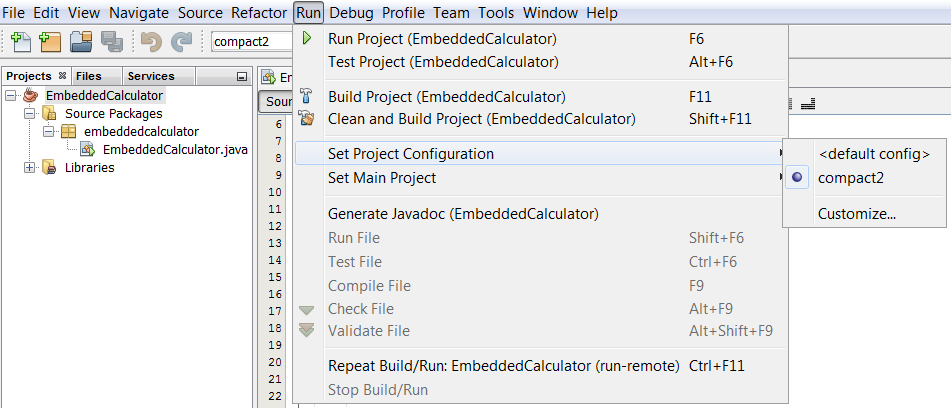 File Edit View Navigate Source Refactor Run Debug Profile Team Tools Window Help
compact2
Projects Files Services
EmbeddedCalculator
Source Packages
embeddedcalculator
EmbeddedCalculator.java
Libraries
En
Sour
6
7
8
9
10
11
12
13
14
15
16
17
18
19
20
21
22
Run Project (EmbeddedCalculator) F6
Test Project (EmbeddedCalculator) Alt+F6
Build Project (EmbeddedCalculator) F11
Clean and Build Project (EmbeddedCalculator) Shift+F11
Set Project Configuration
Set Main Project
Generate Javadoc (EmbeddedCalculator)
Run File Shift+F6
Test File Ctrl+F6
Compile File F9
Check File Alt+F9
Validate File Alt+Shift+F9
Repeat Build/Run: EmbeddedCalculator (run-remote) Ctrl+F11
Stop Build/Run
<default config>
compact2
Customize...